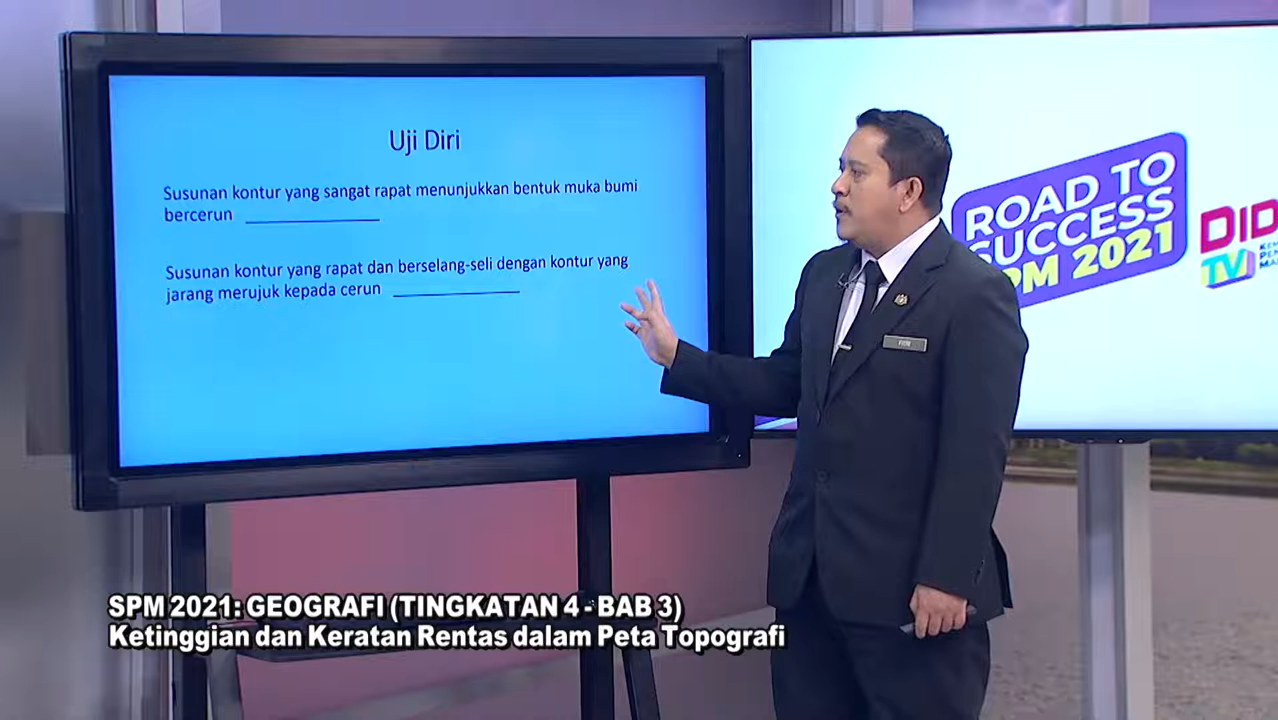 Uji Diri
Susunan kontur yang sangat rapat menunjukkan bentuk muka bumi
bercerun
Susunan kontur yang rapat dan berselang-seli dengan kontur yang
jarang merujuk kepada cerun
ROAD TO
SUCCESS
SPM 2021
DID
TV
SPM 2021: GEOGRAFI (TINGKATAN 4 - BAB 3)
Ketinggian dan Keratan Rentas dalam Peta Topografi